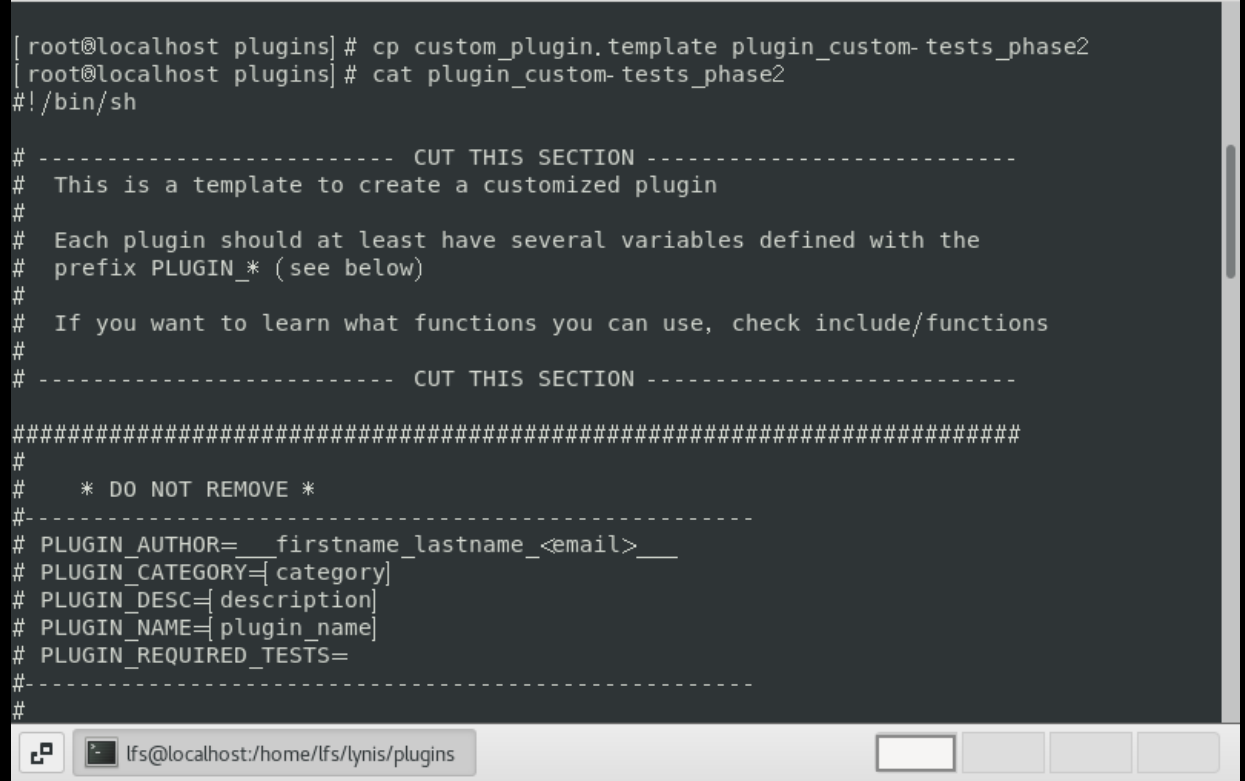 [root@localhost plugins]# cp custom_plugin.template plugin_custom-tests_phase2
[root@localhost plugins]# cat plugin_custom-tests_phase2
#!/bin/sh
# -------------------------- CUT THIS SECTION ---------------------------
#  This is a template to create a customized plugin
#
#  Each plugin should at least have several variables defined with the
#  prefix PLUGIN_* (see below)
#
#  If you want to learn what functions you can use, check include/functions
#
# -------------------------- CUT THIS SECTION ---------------------------
#########################################################################
#
#    * DO NOT REMOVE *
#-----------------------------------------------------
# PLUGIN_AUTHOR=___firstname_lastname_<email>___
# PLUGIN_CATEGORY=[category]
# PLUGIN_DESC=[description]
# PLUGIN_NAME=[plugin_name]
# PLUGIN_REQUIRED_TESTS=
#-----------------------------------------------------
#
lfs@localhost:/home/lfs/lynis/plugins